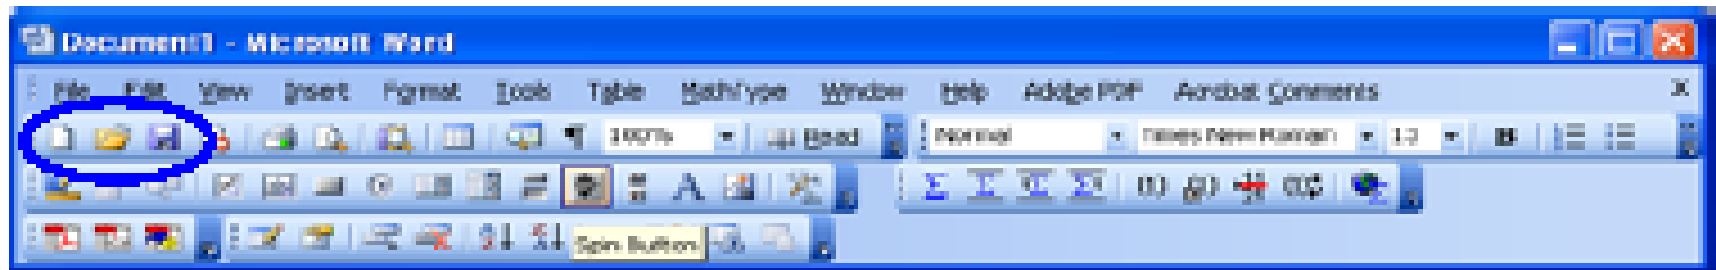 Document1 - Microsoft Word
File Edit View Insert Format Tools Table MathType Window Help Adobe PDF Acrobat Comments
100% Read Normal Times New Roman 12 B
Spin Button